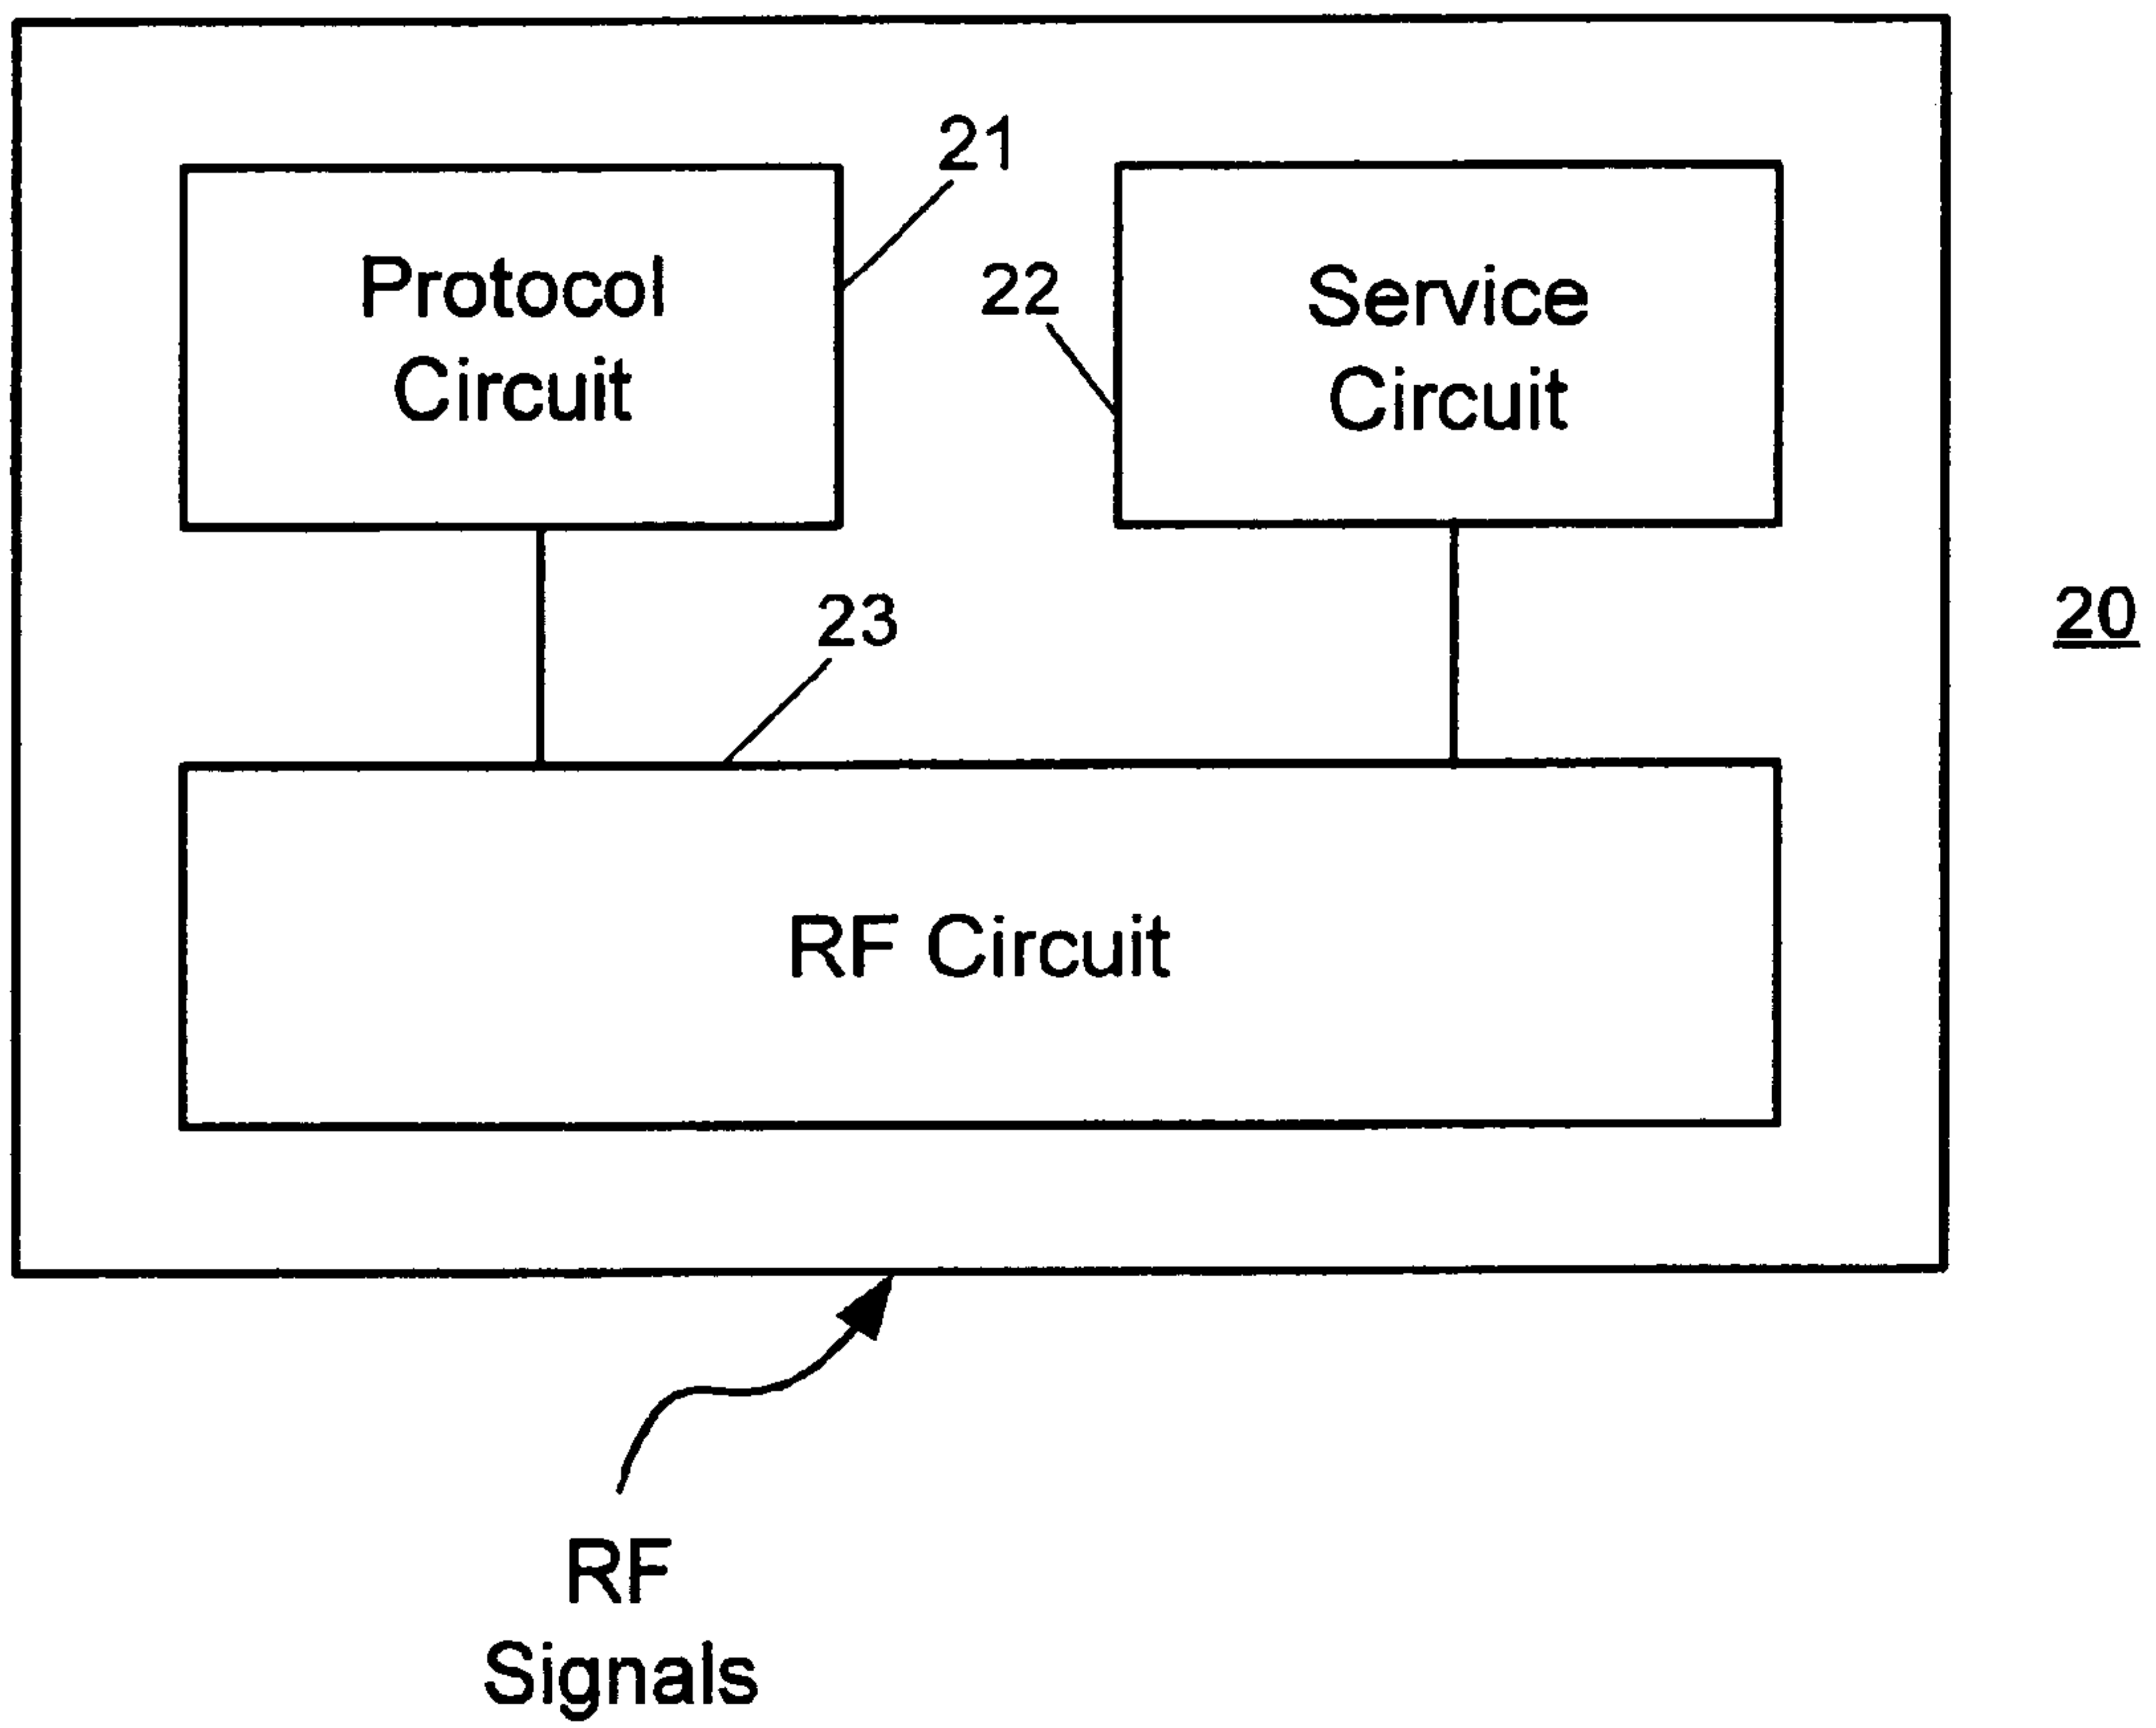 21
Protocol
Circuit
22
Service
Circuit
23
20
RF Circuit
RF
Signals